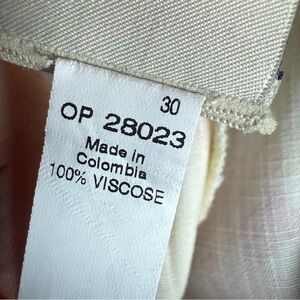 30
OP 28023
Made in
Colombia
100% VISCOSE